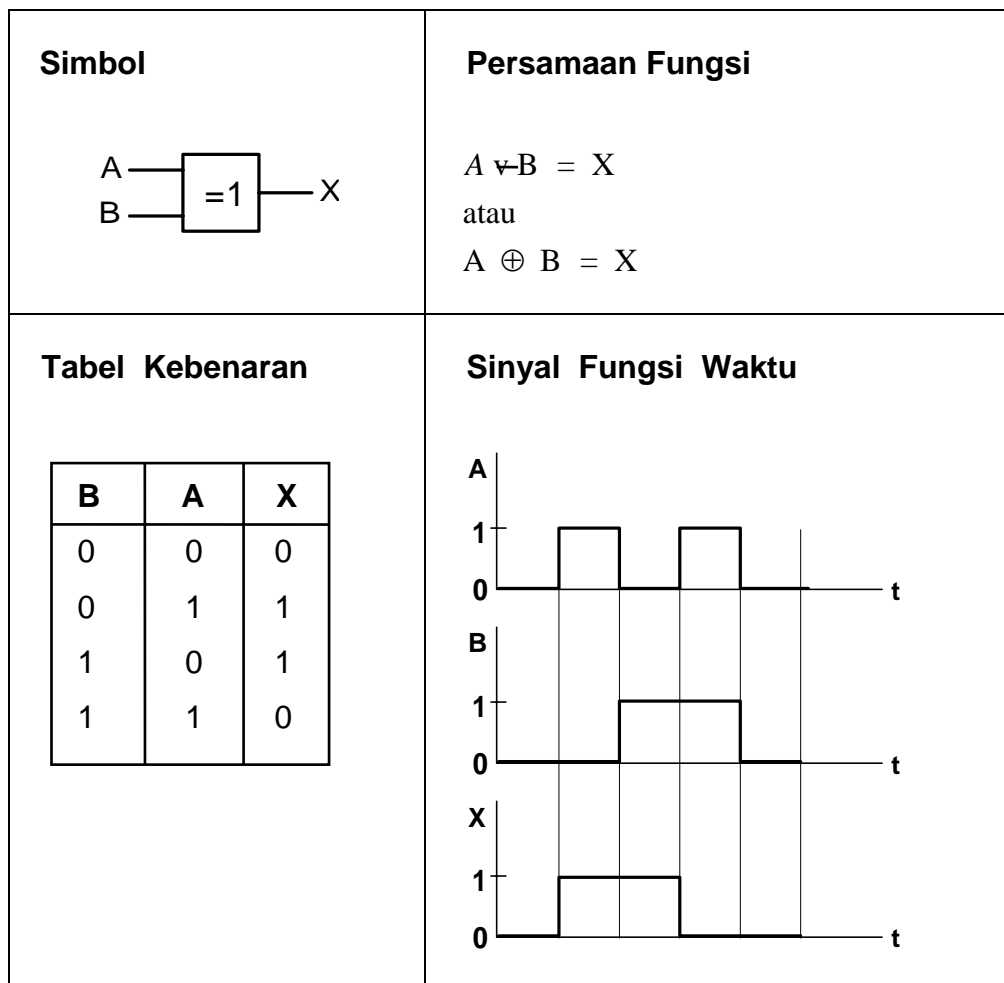 Simbol
A
B
=1
X
Persamaan Fungsi
A v B = X
atau
A ⊕ B = X
Tabel Kebenaran
B A X
0 0 0
0 1 1
1 0 1
1 1 0
Sinyal Fungsi Waktu
A
1
0
t
B
1
0
t
X
1
0
t